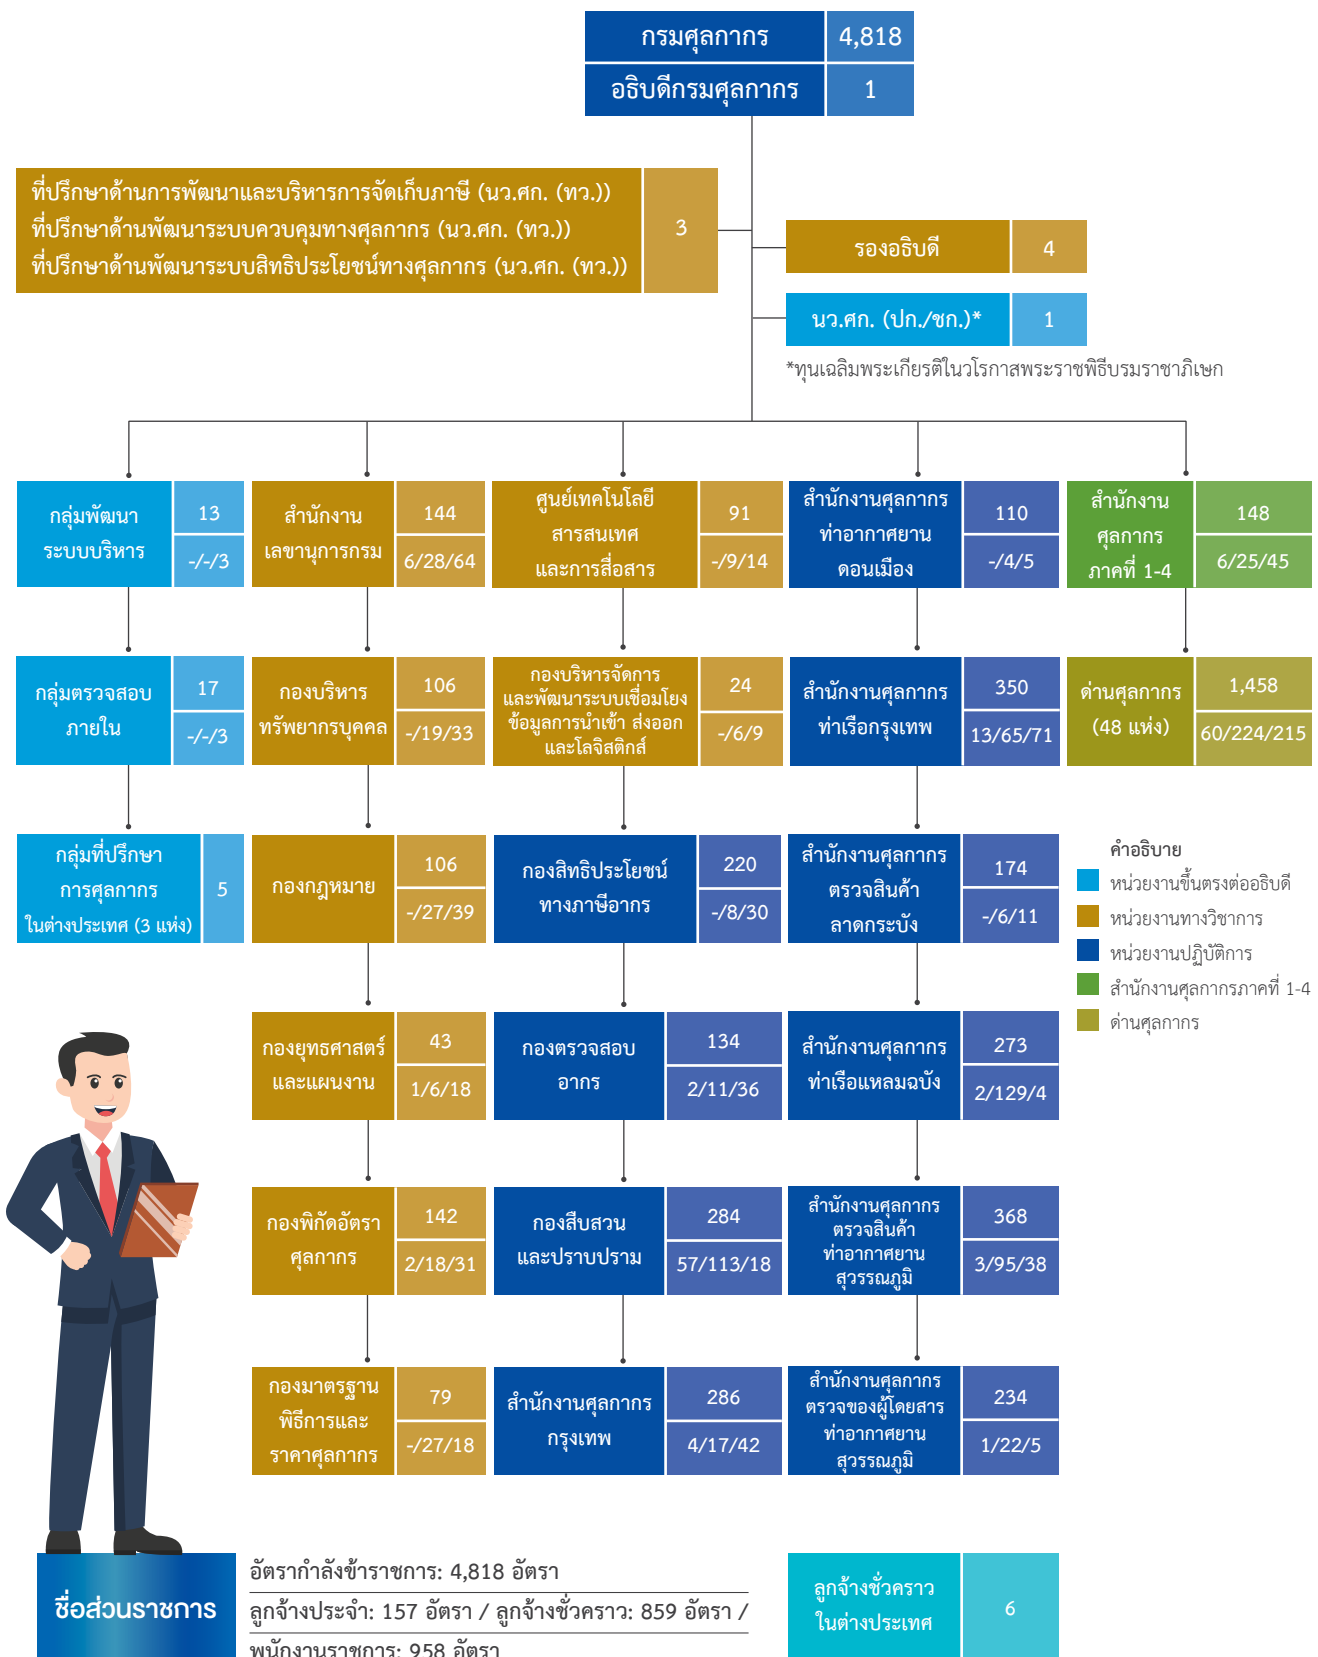 กรมศุลกากร 4,818
อธิบดีกรมศุลกากร 1
ที่ปรึกษาด้านการพัฒนาและบริหารการจัดเก็บภาษี (นว.ศก. (ทว.))
ที่ปรึกษาด้านพัฒนาระบบควบคุมทางศุลกากร (นว.ศก. (ทว.))
ที่ปรึกษาด้านพัฒนาระบบสิทธิประโยชน์ทางศุลกากร (นว.ศก. (ทว.))
3
รองอธิบดี 4
นว.ศก. (ปก./ชก.)* 1
*ทุนเฉลิมพระเกียรติในวโรกาสพระราชพิธีบรมราชาภิเษก
กลุ่มพัฒนา
ระบบบริหาร
13
-/-/3
สำนักงาน
เลขานุการกรม
144
6/28/64
ศูนย์เทคโนโลยี
สารสนเทศ
และการสื่อสาร
91
-/9/14
สำนักงานศุลกากร
ท่าอากาศยาน
ดอนเมือง
110
-/4/5
สำนักงาน
ศุลกากร
ภาคที่ 1-4
148
6/25/45
กลุ่มตรวจสอบ
ภายใน
17
-/-/3
กองบริหาร
ทรัพยากรบุคคล
106
-/19/33
กองบริหารจัดการ
และพัฒนาระบบเชื่อมโยง
ข้อมูลการนำเข้า ส่งออก
และโลจิสติกส์
24
-/6/9
สำนักงานศุลกากร
ท่าเรือกรุงเทพ
350
13/65/71
ด่านศุลกากร
(48 แห่ง)
1,458
60/224/215
กลุ่มที่ปรึกษา
การศุลกากร
ในต่างประเทศ (3 แห่ง)
5
กองกฎหมาย
106
-/27/39
กองสิทธิประโยชน์
ทางภาษีอากร
220
-/8/30
สำนักงานศุลกากร
ตรวจสินค้า
ลาดกระบัง
174
-/6/11
คำอธิบาย
หน่วยงานขึ้นตรงต่ออธิบดี
หน่วยงานทางวิชาการ
หน่วยงานปฏิบัติการ
สำนักงานศุลกากรภาคที่ 1-4
ด่านศุลกากร
กองยุทธศาสตร์
และแผนงาน
43
1/6/18
กองตรวจสอบ
อากร
134
2/11/36
สำนักงานศุลกากร
ท่าเรือแหลมฉบัง
273
2/129/4
กองพิกัดอัตรา
ศุลกากร
142
2/18/31
กองสืบสวน
และปราบปราม
284
57/113/18
สำนักงานศุลกากร
ตรวจสินค้า
ท่าอากาศยาน
สุวรรณภูมิ
368
3/95/38
กองมาตรฐาน
พิธีการและ
ราคาศุลกากร
79
-/27/18
สำนักงานศุลกากร
กรุงเทพ
286
4/17/42
สำนักงานศุลกากร
ตรวจของผู้โดยสาร
ท่าอากาศยาน
สุวรรณภูมิ
234
1/22/5
ชื่อส่วนราชการ
อัตรากำลังข้าราชการ: 4,818 อัตรา
ลูกจ้างประจำ: 157 อัตรา / ลูกจ้างชั่วคราว: 859 อัตรา /
พนักงานราชการ: 958 อัตรา
ลูกจ้างชั่วคราว
ในต่างประเทศ
6